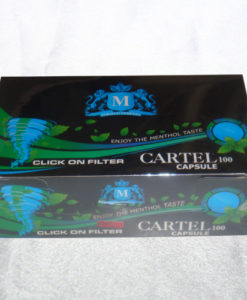 M
ENJOY THE MENTHOL TASTE
CLICK ON FILTER
CARTEL 100
CAPSULE
M
ENJOY THE MENTHOL TASTE
CLICK ON FILTER
CARTEL 100
CAPSULE